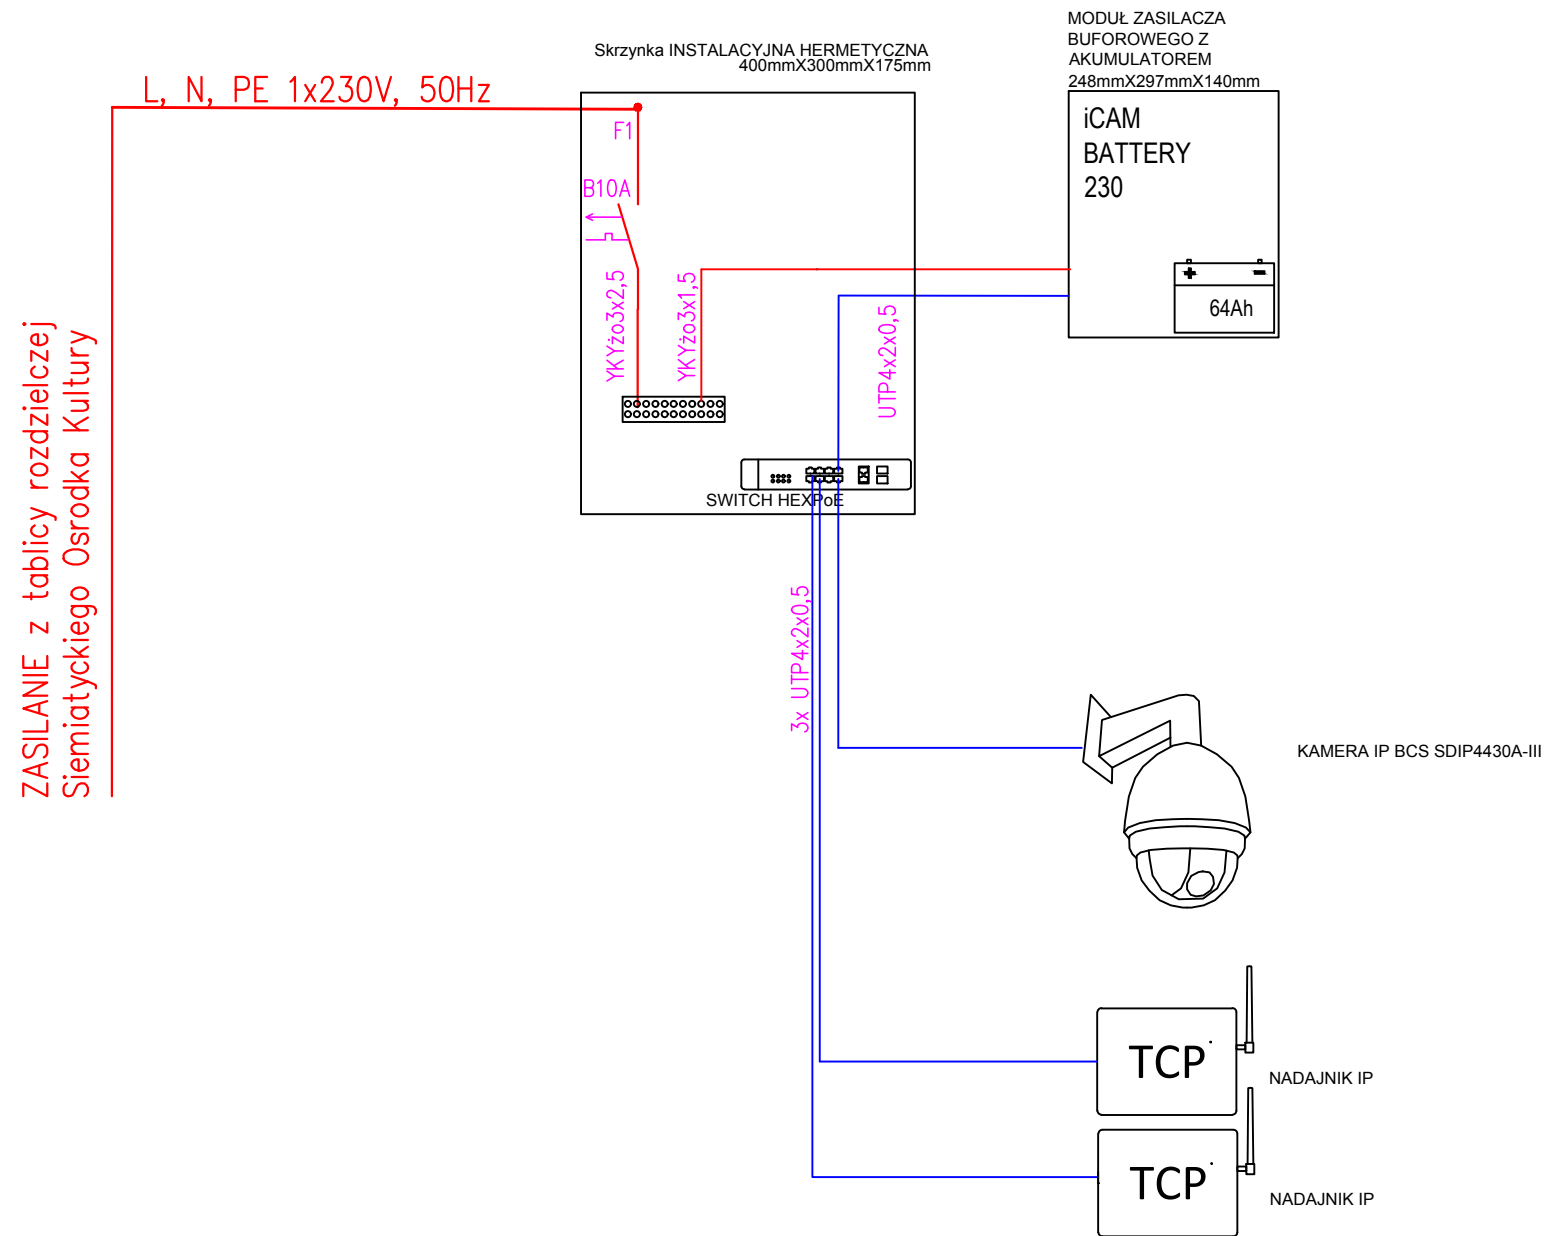 MODUŁ ZASILACZA
BUFOROWEGO Z
AKUMULATOREM
248mmX297mmX140mm
Skrzynka INSTALACYJNA HERMETYCZNA
400mmX300mmX175mm
L, N, PE 1x230V, 50Hz
iCAM
BATTERY
230
F1
B10A
YKYżo3x2,5
YKYżo3x1,5
UTP4x2x0,5
+ -
64Ah
ZASILANIE z tablicy rozdzielczej
Siemiatyckiego Osrodka Kultury
SWITCH HEXPoE
3x UTP4x2x0,5
KAMERA IP BCS SDIP4430A-III
TCP
NADAJNIK IP
TCP
NADAJNIK IP